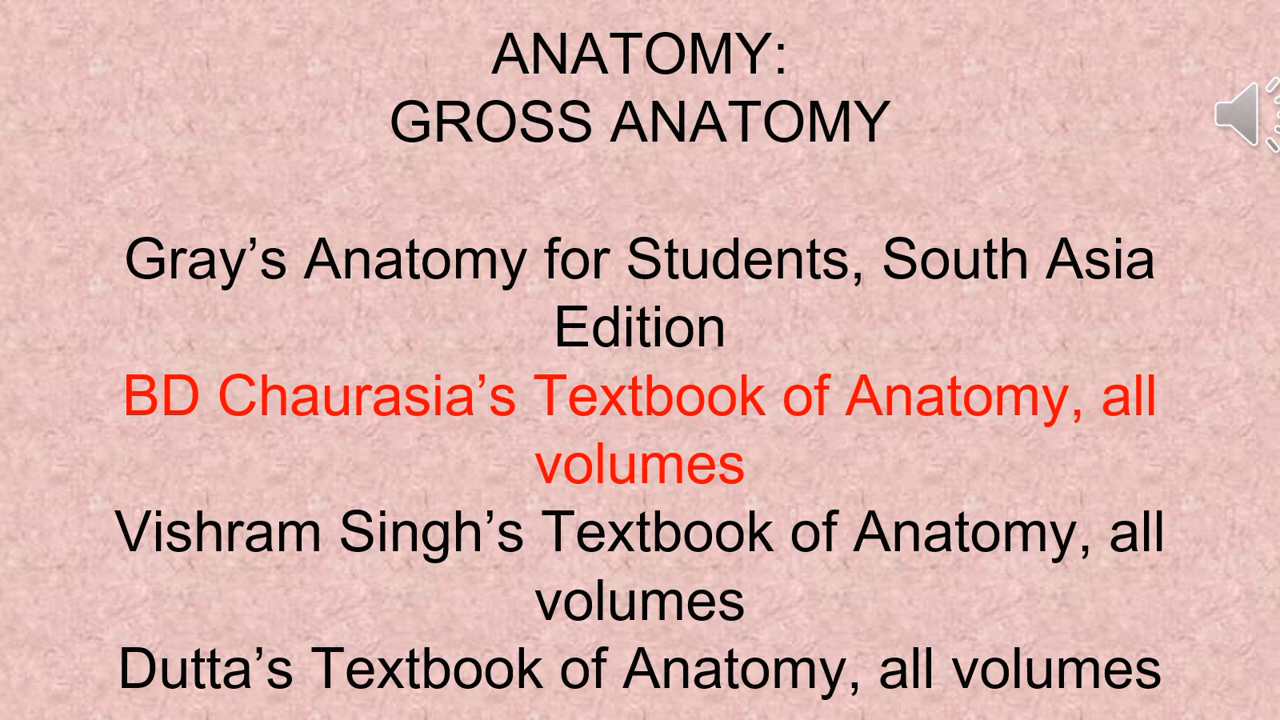 ANATOMY:
GROSS ANATOMY
Gray’s Anatomy for Students, South Asia
Edition
BD Chaurasia’s Textbook of Anatomy, all
volumes
Vishram Singh’s Textbook of Anatomy, all
volumes
Dutta’s Textbook of Anatomy, all volumes